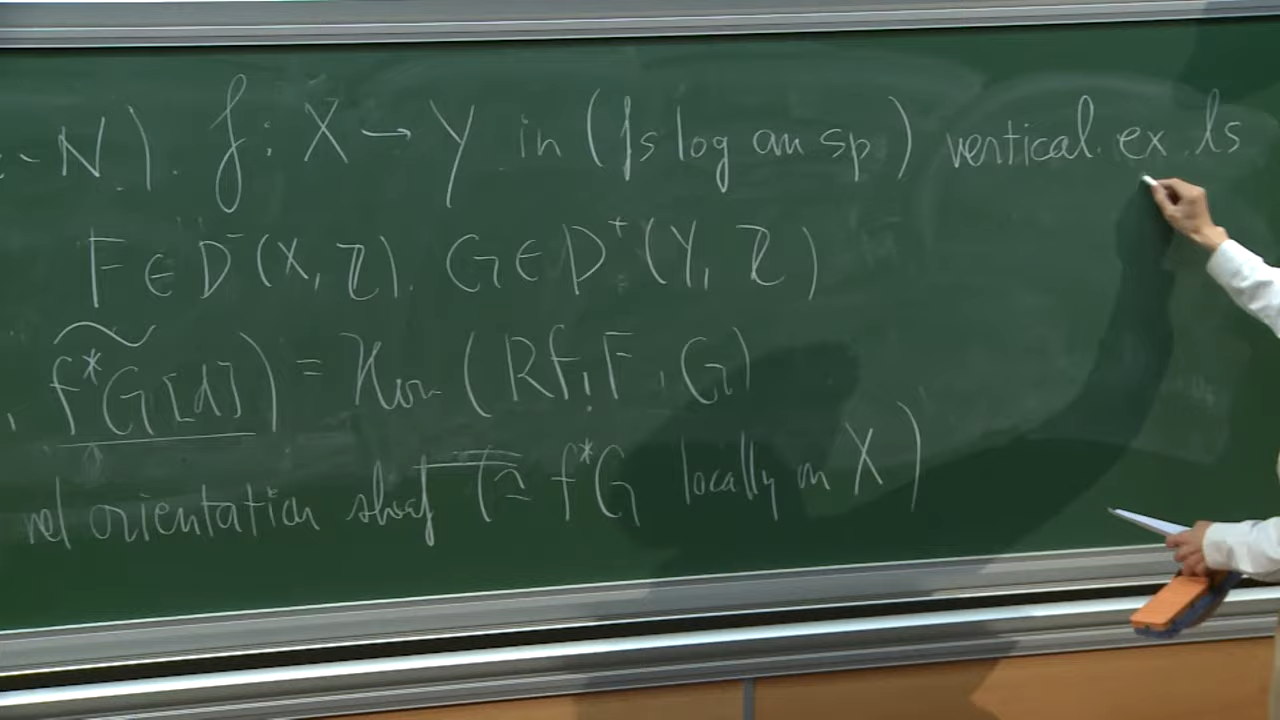 - N). f: X → Y in (fs log an sp) vertical. ex. ls
F ∈ D⁻(X, Z). G ∈ D⁺(Y, Z)
f*G[d]) = Hom (Rf!F, G)
rel orientation sheaf (≅ f*G locally on X)